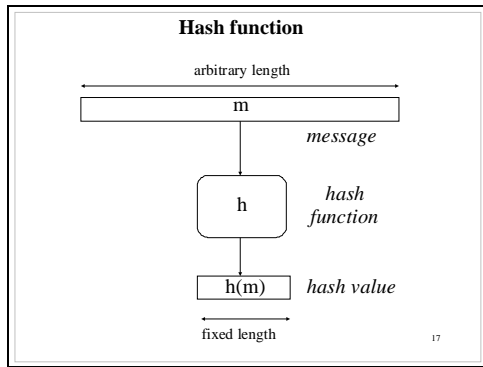 Hash function
arbitrary length
m
message
h
hash
function
h(m)
hash value
fixed length
17